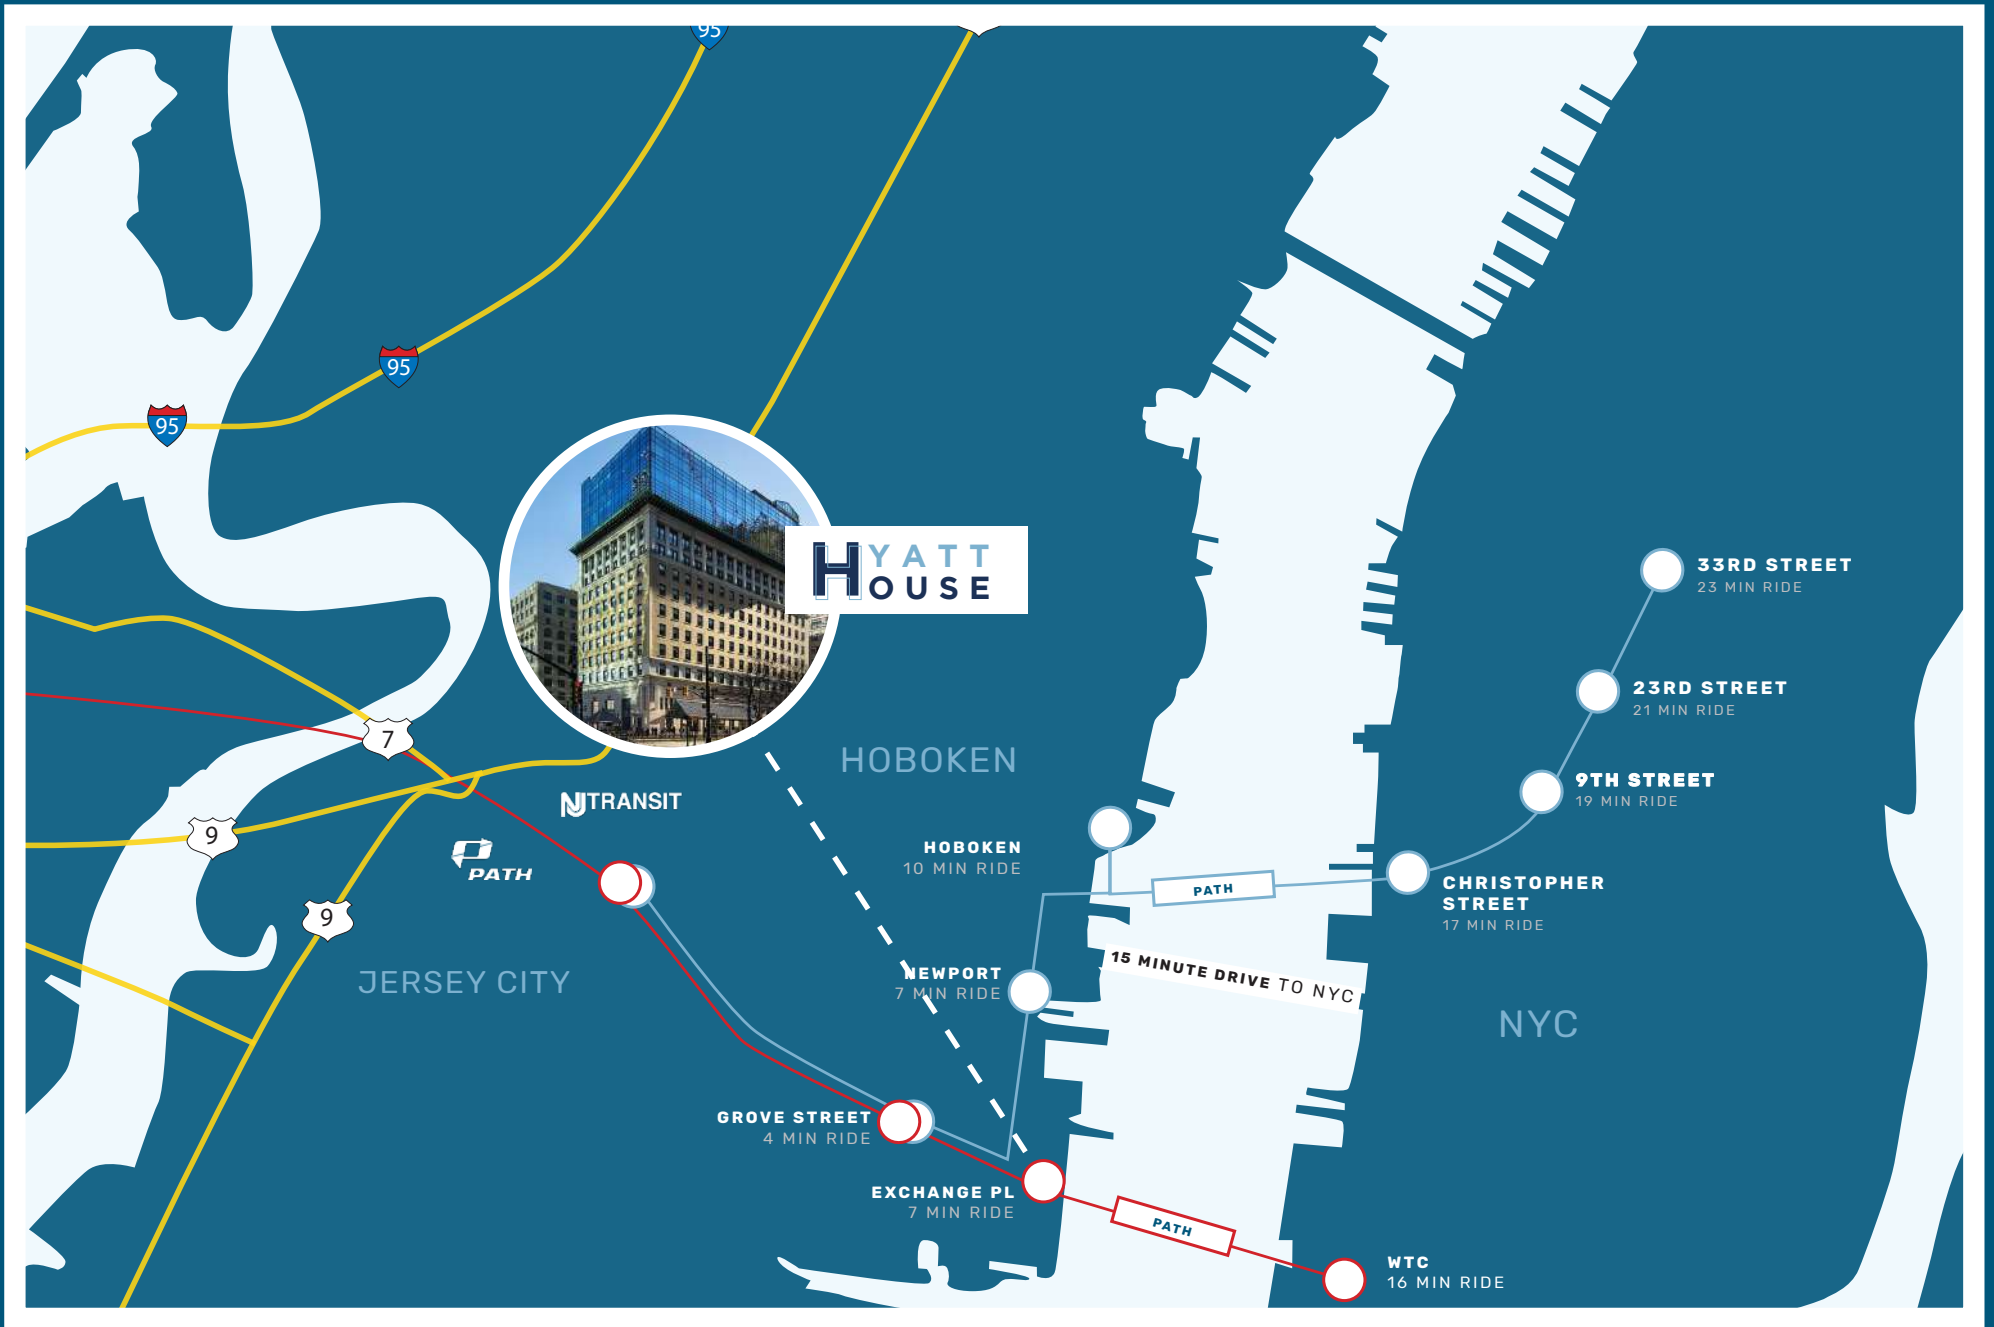 95
95
95
HYATT
HOUSE
33RD STREET
23 MIN RIDE
23RD STREET
21 MIN RIDE
7
HOBOKEN
9TH STREET
19 MIN RIDE
NJTRANSIT
9
HOBOKEN
10 MIN RIDE
PATH
PATH
CHRISTOPHER
STREET
17 MIN RIDE
9
JERSEY CITY
NEWPORT
7 MIN RIDE
15 MINUTE DRIVE TO NYC
NYC
GROVE STREET
4 MIN RIDE
EXCHANGE PL
7 MIN RIDE
PATH
WTC
16 MIN RIDE